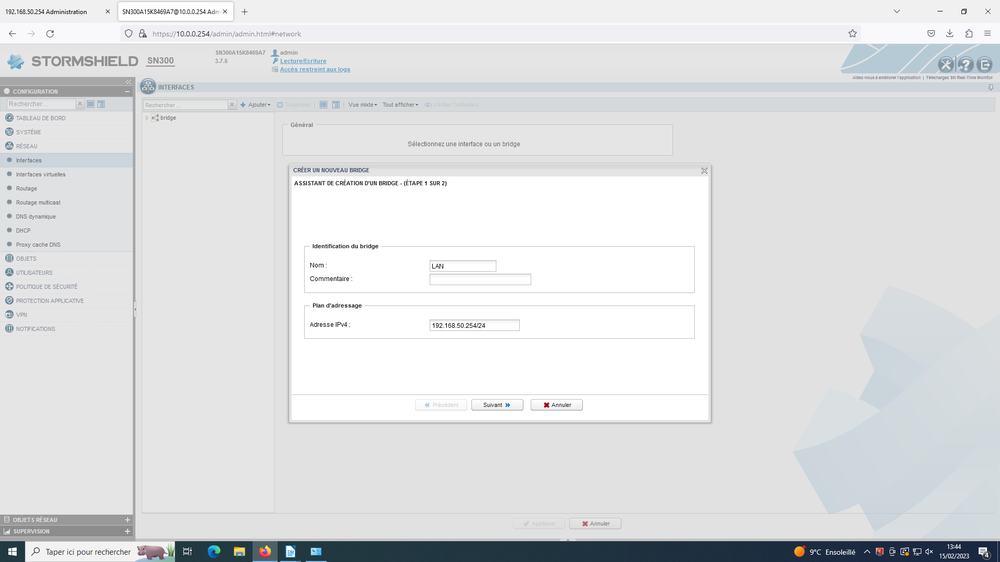 192.168.50.254 Administration
SN300A15K8469A7@10.0.0.254 Adm
https://10.0.0.254/admin/admin.html#network
STORMSHIELD SN300
SN300A15K8469A7
3.7.5
admin
Lecture/Ecriture
Accès restreint aux logs
Aidez-nous à améliorer l'application | Téléchargez SN Real-Time Monitor
CONFIGURATION
Rechercher...
TABLEAU DE BORD
SYSTÈME
RÉSEAU
Interfaces
Interfaces virtuelles
Routage
Routage multicast
DNS dynamique
DHCP
Proxy cache DNS
OBJETS
UTILISATEURS
POLITIQUE DE SÉCURITÉ
PROTECTION APPLICATIVE
VPN
NOTIFICATIONS
OBJETS RÉSEAU
SUPERVISION
INTERFACES
Rechercher ... Ajouter Supprimer Vue mixte Tout afficher Vérifier l'utilisation
bridge
Général
Sélectionnez une interface ou un bridge
CRÉER UN NOUVEAU BRIDGE
ASSISTANT DE CRÉATION D'UN BRIDGE - (ÉTAPE 1 SUR 2)
Identification du bridge
Nom : LAN
Commentaire :
Plan d'adressage
Adresse IPv4 : 192.168.50.254/24
Précédent Suivant Annuler
Appliquer Annuler
Taper ici pour rechercher
9°C Ensoleillé
13:44
15/02/2023
4